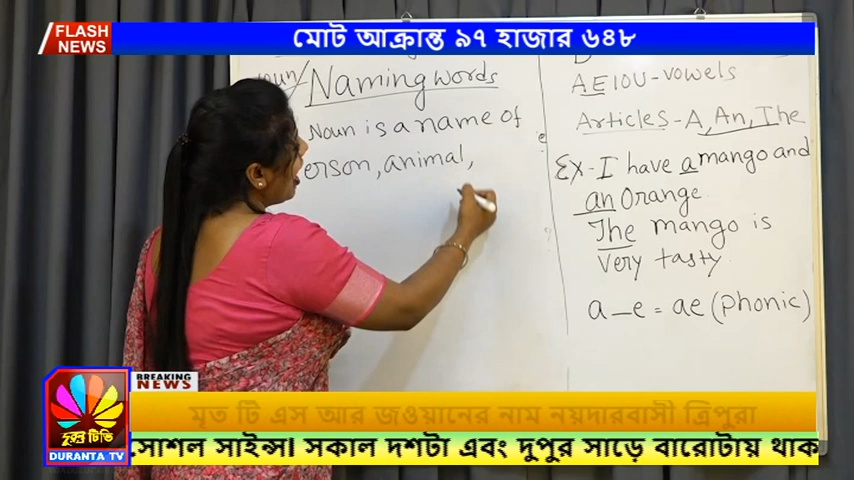 FLASH
NEWS
মোট আক্রান্ত ৯৭ হাজার ৬৪৮
Noun/Naming words
Noun is a name of
erson, animal,
AEIOU-vowels
Articles-A, An, The
Ex-I have a mango and
an Orange.
The mango is
very tasty.
a_e = ae (Phonic)
BREAKING
NEWS
মৃত টি এস আর জওয়ানের নাম নয়দারবাসী ত্রিপুরা
সোশল সাইন্স। সকাল দশটা এবং দুপুর সাড়ে বারোটায় থাক
দুরন্ত টিভি
DURANTA TV